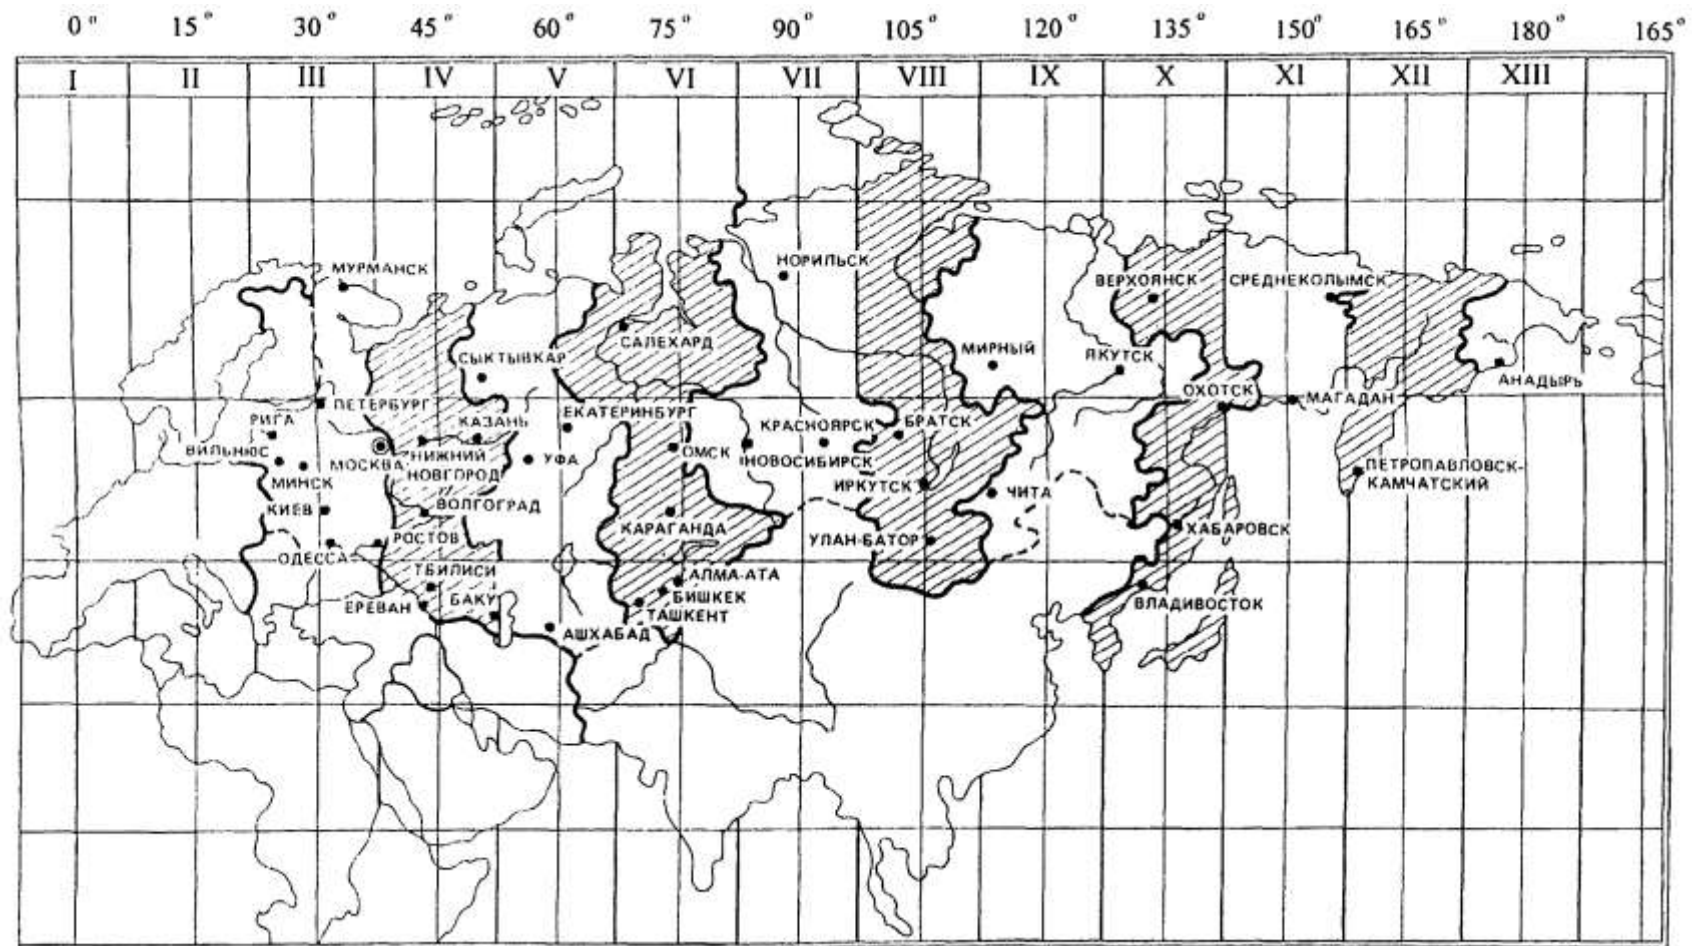 0° 15° 30° 45° 60° 75° 90° 105° 120° 135° 150° 165° 180° 165°
I II III IV V VI VII VIII IX X XI XII XIII
МУРМАНСК
НОРИЛЬСК
ВЕРХОЯНСК
СРЕДНЕКОЛЫМСК
САЛЕХАРД
СЫКТЫВКАР
МИРНЫЙ
ЯКУТСК
АНАДЫРЬ
ОХОТСК
МАГАДАН
ПЕТЕРБУРГ
ЕКАТЕРИНБУРГ
РИГА
КАЗАНЬ
КРАСНОЯРСК
БРАТСК
ВИЛЬНЮС
МОСКВА
НИЖНИЙ
НОВГОРОД
УФА
ОМСК
НОВОСИБИРСК
МИНСК
ИРКУТСК
ЧИТА
ПЕТРОПАВЛОВСК-
КАМЧАТСКИЙ
КИЕВ
ВОЛГОГРАД
КАРАГАНДА
УЛАН-БАТОР
ХАБАРОВСК
ОДЕССА
РОСТОВ
ТБИЛИСИ
АЛМА-АТА
ЕРЕВАН
БАКУ
БИШКЕК
ТАШКЕНТ
ВЛАДИВОСТОК
АШХАБАД